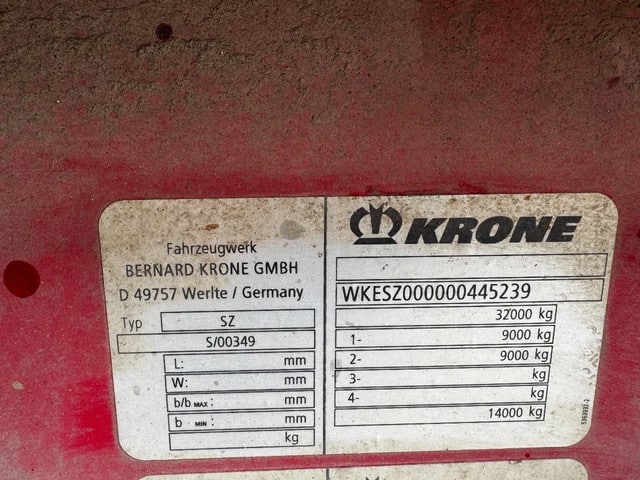 Fahrzeugwerk
BERNARD KRONE GMBH
D 49757 Werlte / Germany
Typ SZ
S/00349
L: mm
W: mm
b/b MAX : mm
b MIN : mm
kg
KRONE
WKESZ000000445239
32000 kg
1- 9000 kg
2- 9000 kg
3- kg
4- kg
14000 kg